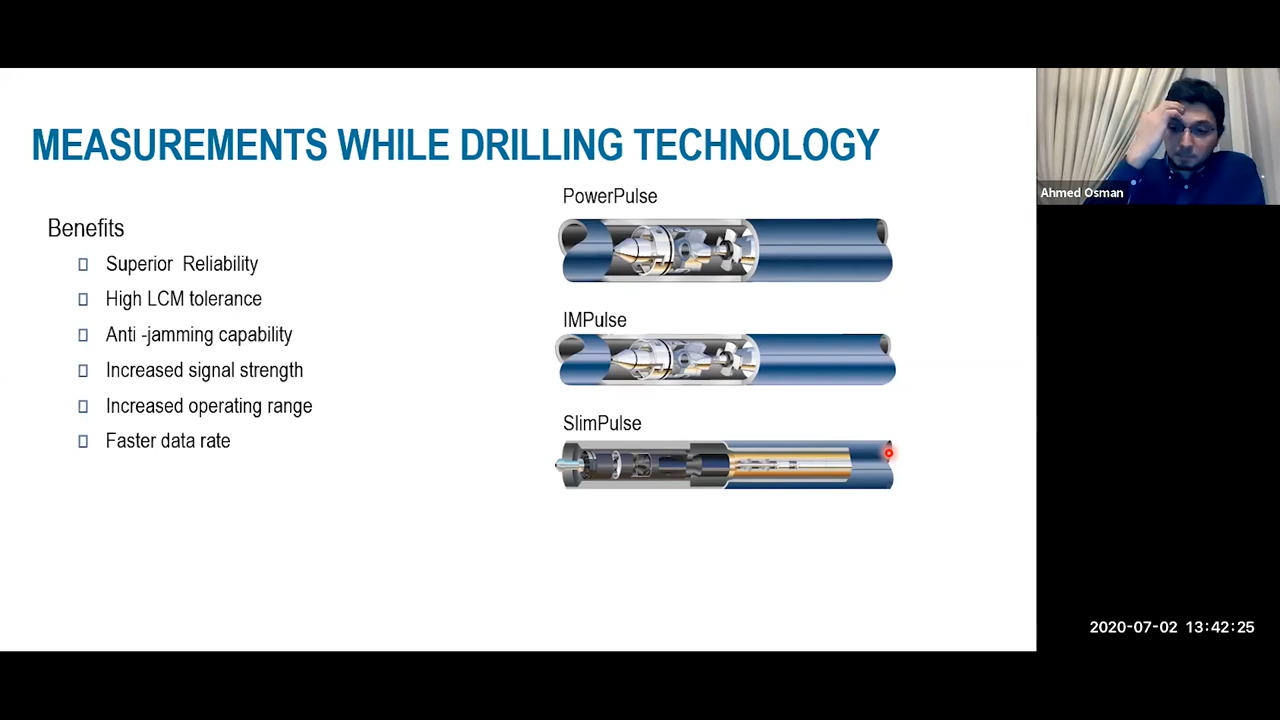 MEASUREMENTS WHILE DRILLING TECHNOLOGY
Benefits
Superior Reliability
High LCM tolerance
Anti -jamming capability
Increased signal strength
Increased operating range
Faster data rate
PowerPulse
IMPulse
SlimPulse
Ahmed Osman
2020-07-02 13:42:25